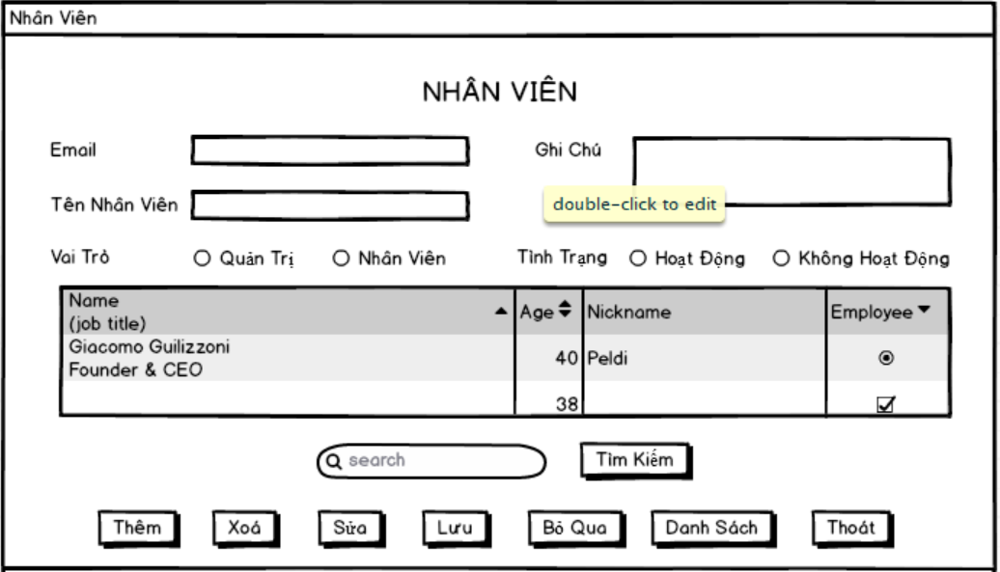 Nhân Viên
NHÂN VIÊN
Email
Ghi Chú
Tên Nhân Viên
double-click to edit
Vai Trò Quản Trị Nhân Viên Tình Trạng Hoạt Động Không Hoạt Động
Name
(job title)
Age Nickname Employee
Giacomo Guilizzoni
Founder & CEO
40 Peldi
38
search Tìm Kiếm
Thêm Xoá Sửa Lưu Bỏ Qua Danh Sách Thoát